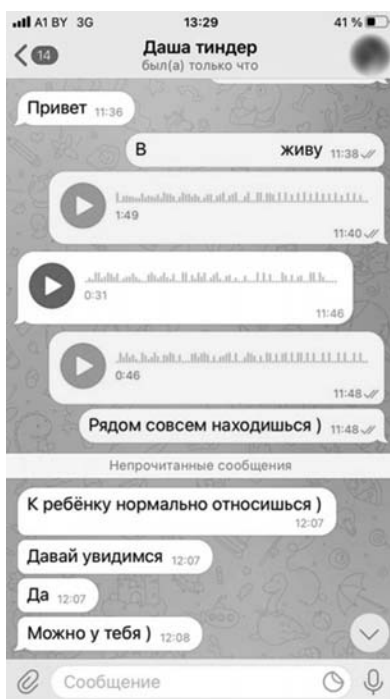 A1 BY 3G 13:29 41 %
14 Даша тиндер
был(а) только что
Привет 11:36
В живу 11:38
1:49
11:40
0:31
11:46
0:46
11:48
Рядом совсем находишься ) 11:48
Непрочитанные сообщения
К ребёнку нормально относишься )
12:07
Давай увидимся 12:07
Да 12:07
Можно у тебя ) 12:08
Сообщение